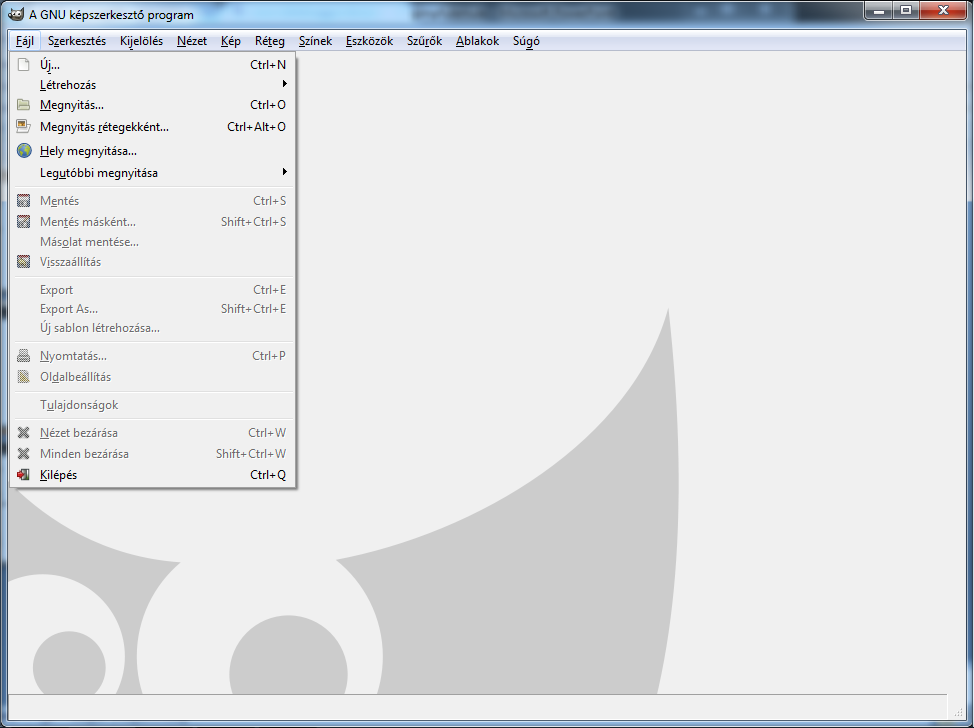 A GNU képszerkesztő program
Fájl Szerkesztés Kijelölés Nézet Kép Réteg Színek Eszközök Szűrők Ablakok Súgó
Új... Ctrl+N
Létrehozás
Megnyitás... Ctrl+O
Megnyitás rétegekként... Ctrl+Alt+O
Hely megnyitása...
Legutóbbi megnyitása
Mentés Ctrl+S
Mentés másként... Shift+Ctrl+S
Másolat mentése...
Visszaállítás
Export Ctrl+E
Export As... Shift+Ctrl+E
Új sablon létrehozása...
Nyomtatás... Ctrl+P
Oldalbeállítás
Tulajdonságok
Nézet bezárása Ctrl+W
Minden bezárása Shift+Ctrl+W
Kilépés Ctrl+Q